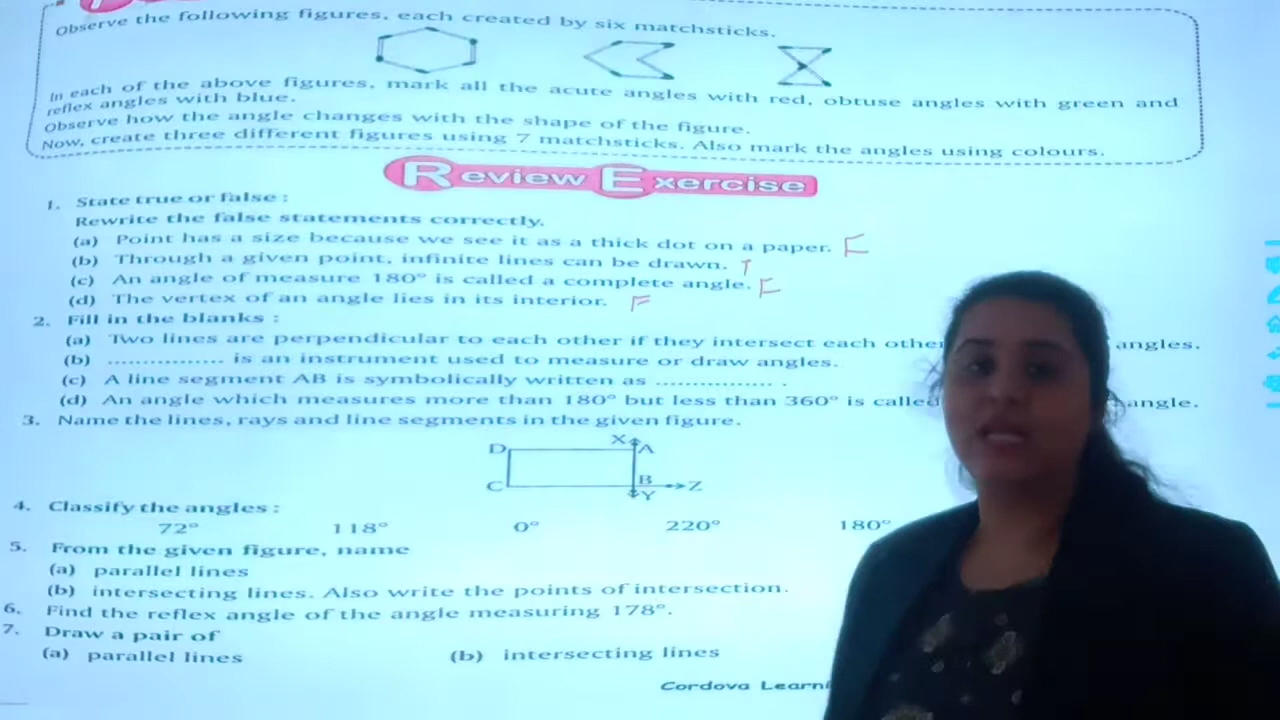 Observe the following figures, each created by six matchsticks.
In each of the above figures, mark all the acute angles with red, obtuse angles with green and
reflex angles with blue.
Observe how the angle changes with the shape of the figure.
Now, create three different figures using 7 matchsticks. Also mark the angles using colours.
Review Exercise
1. State true or false :
Rewrite the false statements correctly.
(a) Point has a size because we see it as a thick dot on a paper. F
(b) Through a given point, infinite lines can be drawn. T
(c) An angle of measure 180° is called a complete angle. F
(d) The vertex of an angle lies in its interior. F
2. Fill in the blanks :
(a) Two lines are perpendicular to each other if they intersect each other angles.
(b) ................ is an instrument used to measure or draw angles.
(c) A line segment AB is symbolically written as ................ .
(d) An angle which measures more than 180° but less than 360° is called angle.
3. Name the lines, rays and line segments in the given figure.
D X A
C B Z
Y
4. Classify the angles :
72° 118° 0° 220° 180°
5. From the given figure, name
(a) parallel lines
(b) intersecting lines. Also write the points of intersection.
6. Find the reflex angle of the angle measuring 178°.
7. Draw a pair of
(a) parallel lines (b) intersecting lines
Cordova Learni